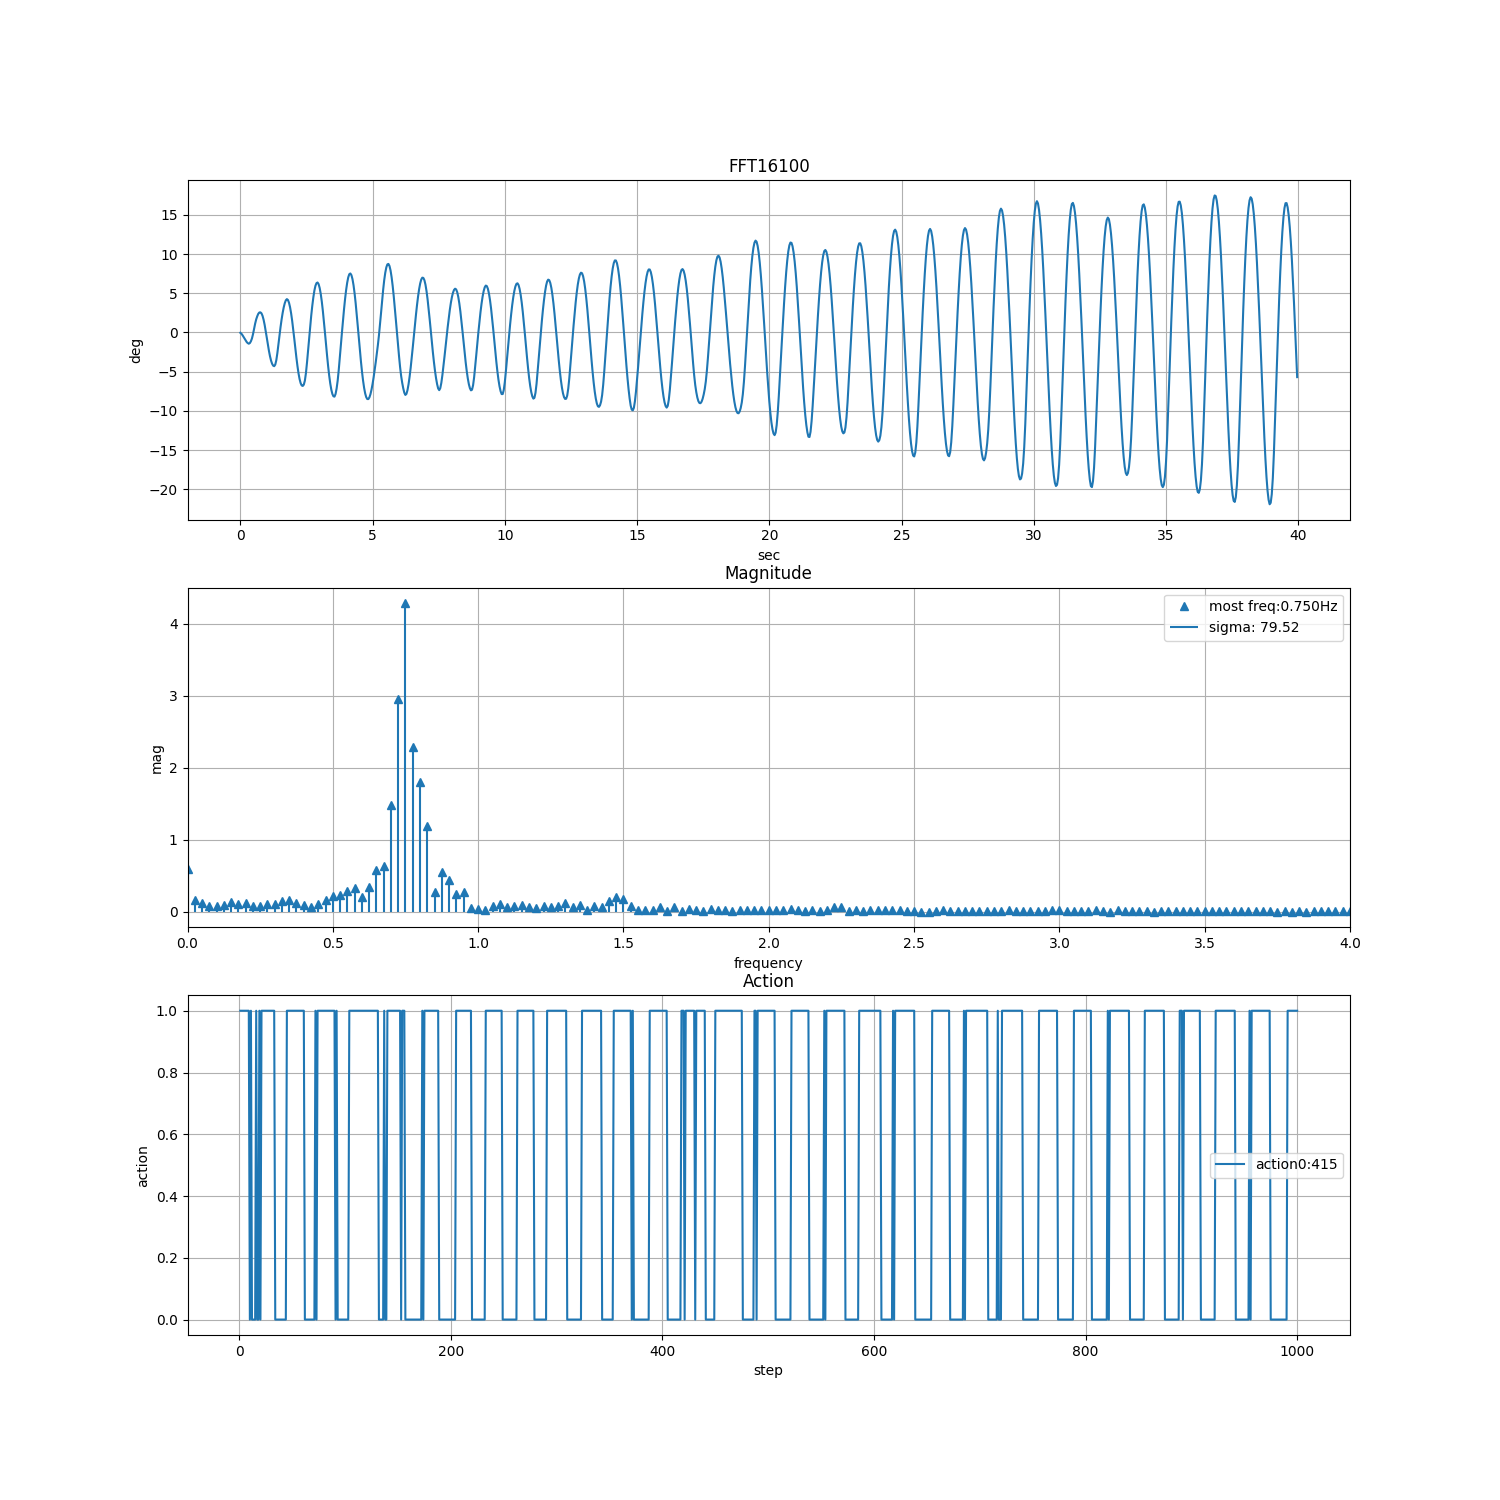 FFT16100
15
10
5
0
−5
−10
−15
−20
deg
0 5 10 15 20 25 30 35 40
sec
Magnitude
most freq:0.750Hz
sigma: 79.52
4
3
2
1
0
mag
0.0 0.5 1.0 1.5 2.0 2.5 3.0 3.5 4.0
frequency
Action
1.0
0.8
0.6
0.4
0.2
0.0
action
action0:415
0 200 400 600 800 1000
step